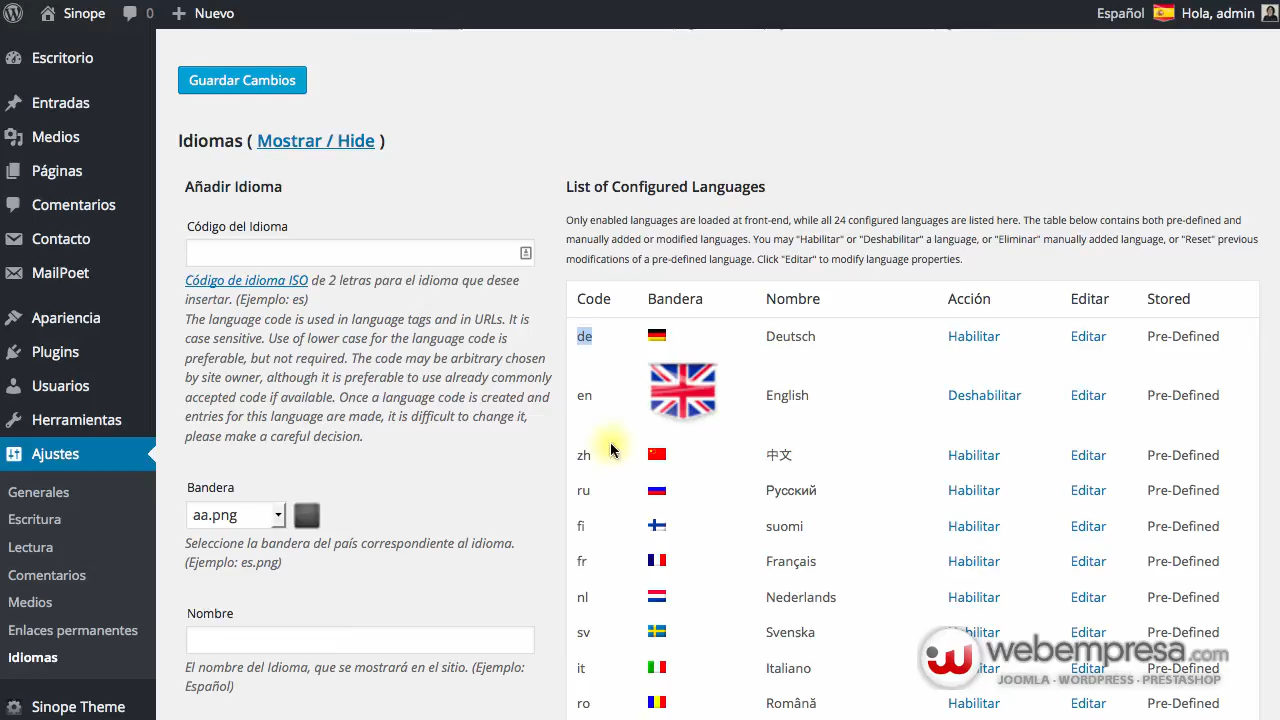 Sinope
0
Nuevo
Español
Hola, admin
Escritorio
Entradas
Medios
Páginas
Comentarios
Contacto
MailPoet
Apariencia
Plugins
Usuarios
Herramientas
Ajustes
Generales
Escritura
Lectura
Comentarios
Medios
Enlaces permanentes
Idiomas
Sinope Theme
Guardar Cambios
Idiomas ( Mostrar / Hide )
Añadir Idioma
Código del Idioma
Código de idioma ISO de 2 letras para el idioma que desee
insertar. (Ejemplo: es)
The language code is used in language tags and in URLs. It is
case sensitive. Use of lower case for the language code is
preferable, but not required. The code may be arbitrary chosen
by site owner, although it is preferable to use already commonly
accepted code if available. Once a language code is created and
entries for this language are made, it is difficult to change it,
please make a careful decision.
Bandera
aa.png
Seleccione la bandera del país correspondiente al idioma.
(Ejemplo: es.png)
Nombre
El nombre del Idioma, que se mostrará en el sitio. (Ejemplo:
Español)
List of Configured Languages
Only enabled languages are loaded at front-end, while all 24 configured languages are listed here. The table below contains both pre-defined and
manually added or modified languages. You may "Habilitar" or "Deshabilitar" a language, or "Eliminar" manually added language, or "Reset" previous
modifications of a pre-defined language. Click "Editar" to modify language properties.
Code Bandera Nombre Acción Editar Stored
de Deutsch Habilitar Editar Pre-Defined
en English Deshabilitar Editar Pre-Defined
zh 中文 Habilitar Editar Pre-Defined
ru Русский Habilitar Editar Pre-Defined
fi suomi Habilitar Editar Pre-Defined
fr Français Habilitar Editar Pre-Defined
nl Nederlands Habilitar Editar Pre-Defined
sv Svenska Habilitar Editar Pre-Defined
it Italiano Habilitar Editar Pre-Defined
ro Română Habilitar Editar Pre-Defined
webempresa.com
JOOMLA · WORDPRESS · PRESTASHOP